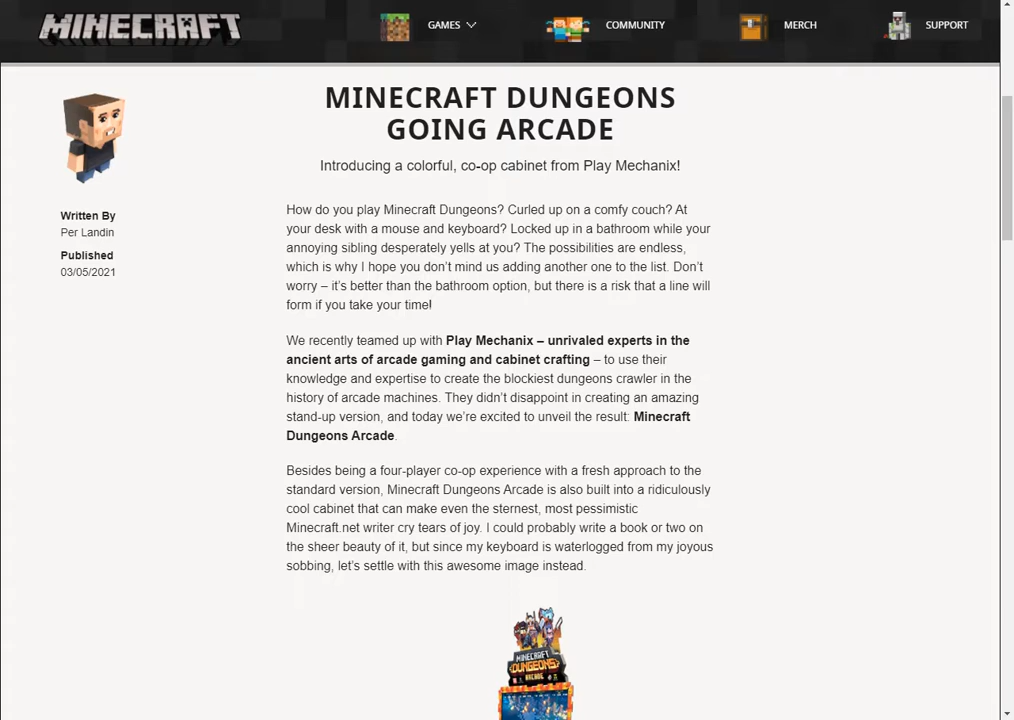 MINECRAFT
GAMES
COMMUNITY
MERCH
SUPPORT
MINECRAFT DUNGEONS
GOING ARCADE
Introducing a colorful, co-op cabinet from Play Mechanix!
Written By
Per Landin
Published
03/05/2021
How do you play Minecraft Dungeons? Curled up on a comfy couch? At
your desk with a mouse and keyboard? Locked up in a bathroom while your
annoying sibling desperately yells at you? The possibilities are endless,
which is why I hope you don’t mind us adding another one to the list. Don’t
worry – it’s better than the bathroom option, but there is a risk that a line will
form if you take your time!
We recently teamed up with Play Mechanix – unrivaled experts in the
ancient arts of arcade gaming and cabinet crafting – to use their
knowledge and expertise to create the blockiest dungeons crawler in the
history of arcade machines. They didn’t disappoint in creating an amazing
stand-up version, and today we’re excited to unveil the result: Minecraft
Dungeons Arcade.
Besides being a four-player co-op experience with a fresh approach to the
standard version, Minecraft Dungeons Arcade is also built into a ridiculously
cool cabinet that can make even the sternest, most pessimistic
Minecraft.net writer cry tears of joy. I could probably write a book or two on
the sheer beauty of it, but since my keyboard is waterlogged from my joyous
sobbing, let’s settle with this awesome image instead.
MINECRAFT
DUNGEONS
ARCADE